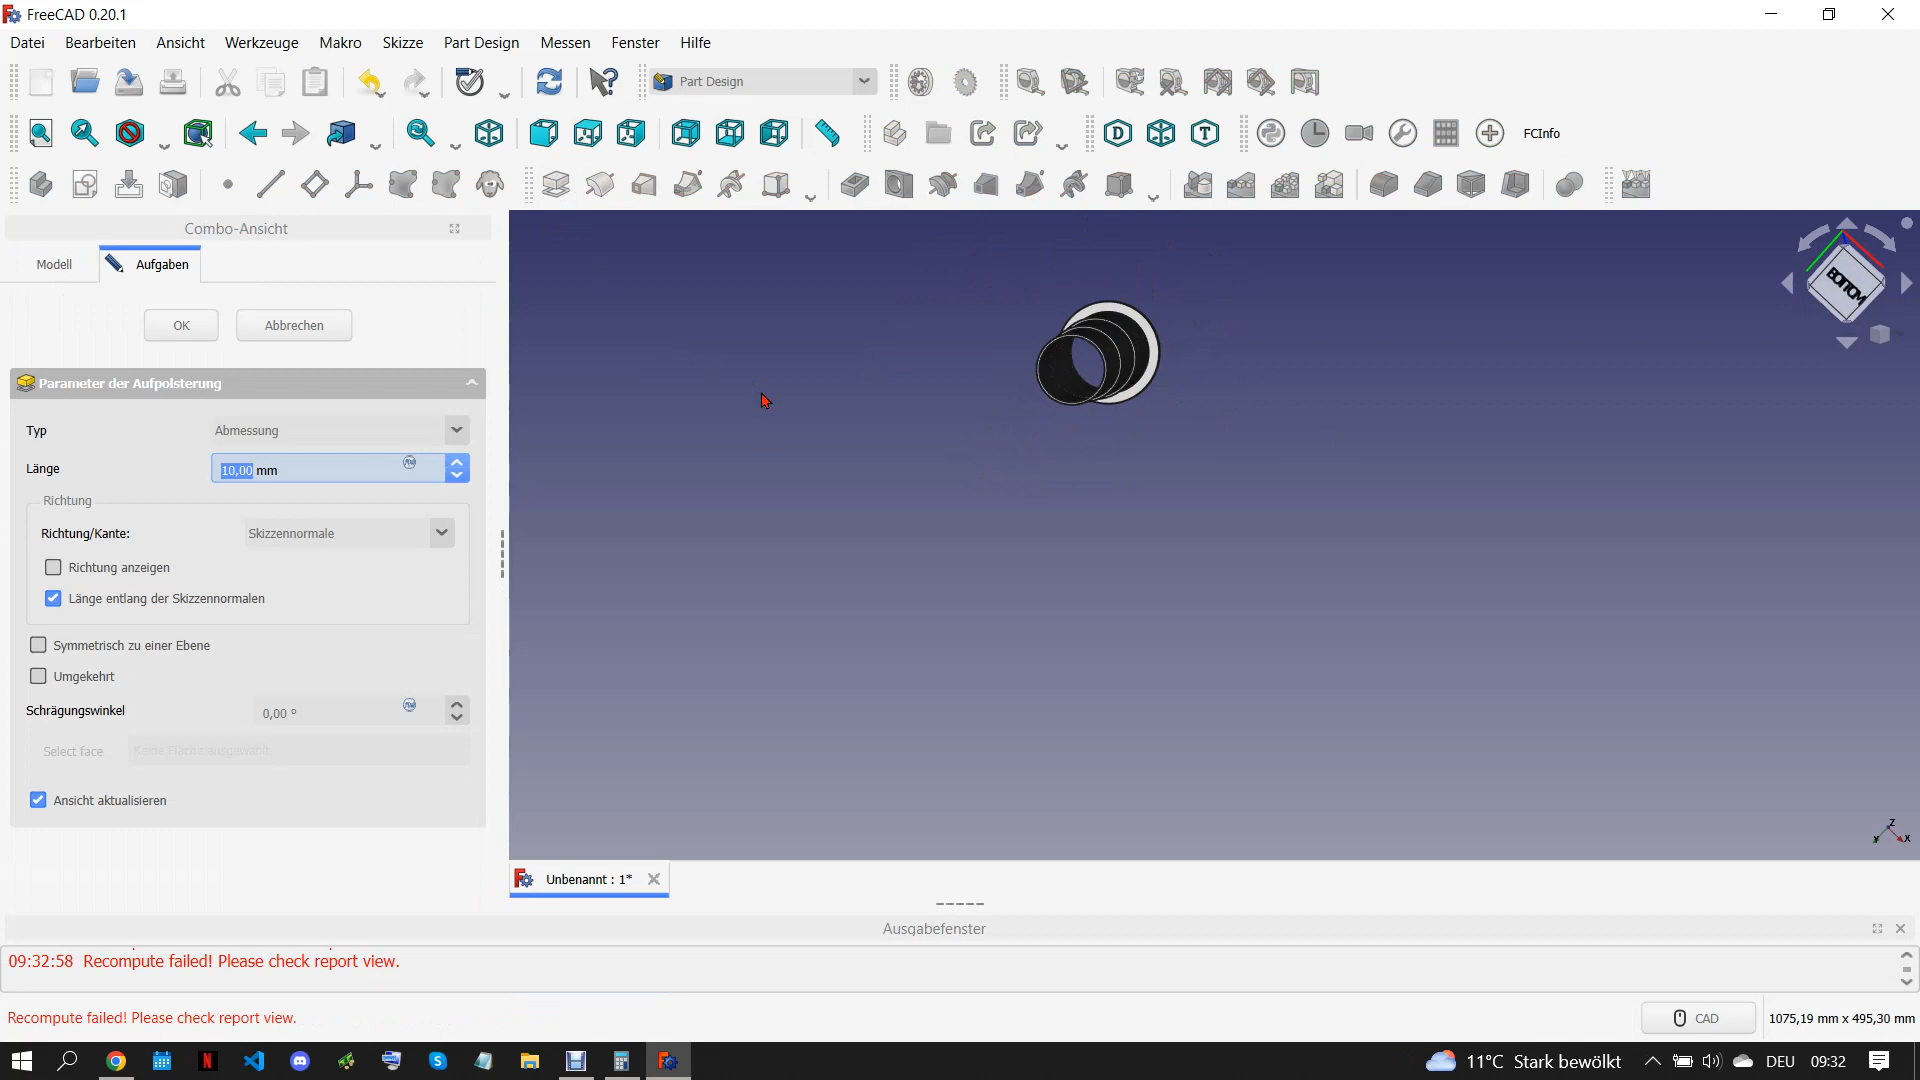 FreeCAD 0.20.1
Datei Bearbeiten Ansicht Werkzeuge Makro Skizze Part Design Messen Fenster Hilfe
Part Design
D T FCInfo
Combo-Ansicht
Modell Aufgaben
OK Abbrechen
Parameter der Aufpolsterung
Typ Abmessung
Länge 10,00 mm
Richtung
Richtung/Kante: Skizzennormale
Richtung anzeigen
Länge entlang der Skizzennormalen
Symmetrisch zu einer Ebene
Umgekehrt
Schrägungswinkel 0,00 °
Select face Keine Fläche ausgewählt
Ansicht aktualisieren
BOTTOM
Z
Y X
Unbenannt : 1*
Ausgabefenster
09:32:58 Recompute failed! Please check report view.
Recompute failed! Please check report view.
CAD 1075,19 mm x 495,30 mm
11°C Stark bewölkt DEU 09:32